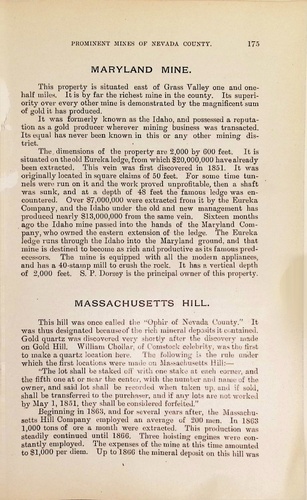 PROMINENT MINES OF NEVADA COUNTY. 175
MARYLAND MINE.
This property is situated east of Grass Valley one and one-
half miles. It is by far the richest mine in the county. Its superi-
ority over every other mine is demonstrated by the magnificent sum
of gold it has produced.
It was formerly known as the Idaho, and possessed a reputa-
tion as a gold producer wherever mining business was transacted.
Its equal has never been known in this or any other mining dis-
trict.
The dimensions of the property are 2,000 by 600 feet. It is
situated on the old Eureka ledge, from which $20,000,000 have already
been extracted. This vein was first discovered in 1851. It was
originally located in square claims of 50 feet. For some time tun-
nels were run on it and the work proved unprofitable, then a shaft
was sunk, and at a depth of 48 feet the famous ledge was en-
countered. Over $7,000,000 were extracted from it by the Eureka
Company, and the Idaho under the old and new management has
produced nearly $13,000,000 from the same vein. Sixteen months
ago the Idaho mine passed into the hands of the Maryland Com-
pany, who owned the eastern extension of the ledge. The Eureka
ledge runs through the Idaho into the Maryland ground, and that
mine is destined to become as rich and productive as its famous pred-
ecessors. The mine is equipped with all the modern appliances,
and has a 40-stamp mill to crush the rock. It has a vertical depth
of 2,000 feet. S. P. Dorsey is the principal owner of this property.
MASSACHUSETTS HILL.
This hill was once called the "Ophir of Nevada County." It
was thus designated because of the rich mineral deposits it contained.
Gold quartz was discovered very shortly after the discovery made
on Gold Hill. William Chollar, of Comstock celebrity, was the first
to make a quartz location here. The following is the rule under
which the first locations were made on Massachusetts Hill:—
"The lot shall be staked off with one stake at each corner, and
the fifth one at or near the center, with the number and name of the
owner, and said lot shall be recorded when taken up, and if sold,
shall be transferred to the purchaser, and if any lots are not worked
by May 1, 1851, they shall be considered forfeited."
Beginning in 1863, and for several years after, the Massachu-
setts Hill Company employed an average of 200 men. In 1863
1,000 tons of ore a month were extracted. This production was
steadily continued until 1866. Three hoisting engines were con-
stantly employed. The expenses of the mine at this time amounted
to $1,000 per diem. Up to 1866 the mineral deposit on this hill was